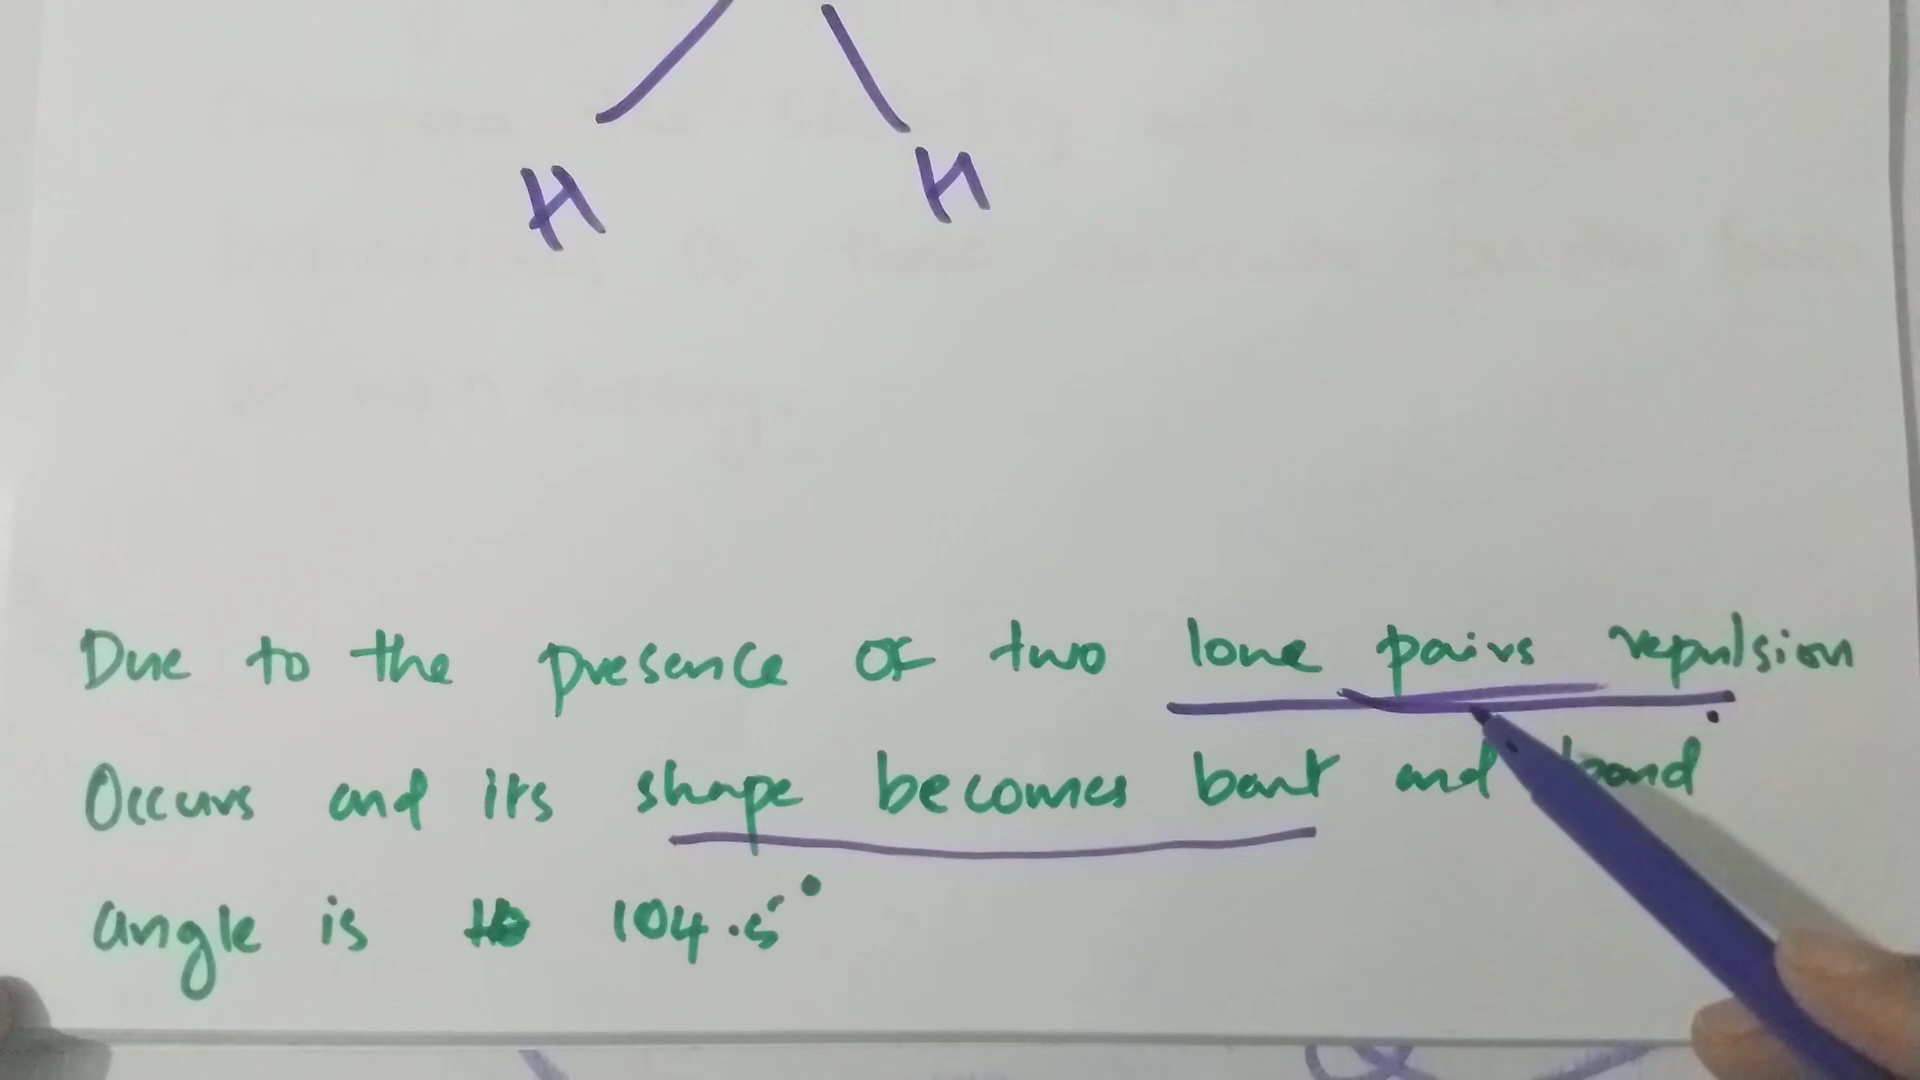 H H
Due to the presence of two lone pairs repulsion
Occurs and its shape becomes bent and bond
angle is 104.5°